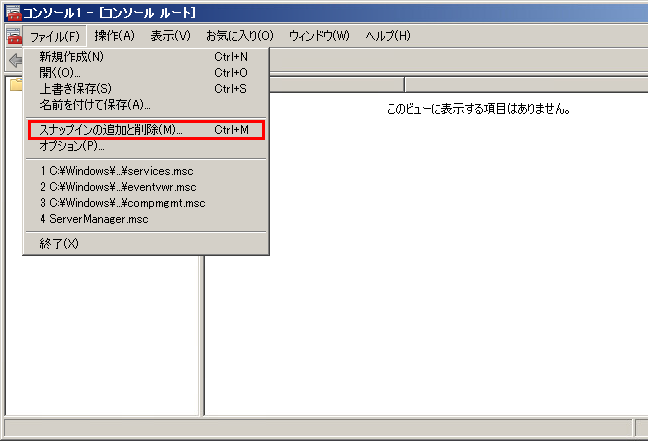 コンソール1 - [コンソール ルート]
ファイル(F) 操作(A) 表示(V) お気に入り(O) ウィンドウ(W) ヘルプ(H)
新規作成(N) Ctrl+N
開く(O)... Ctrl+O
上書き保存(S) Ctrl+S
名前を付けて保存(A)...
スナップインの追加と削除(M)... Ctrl+M
オプション(P)...
1 C:¥Windows¥...¥services.msc
2 C:¥Windows¥...¥eventvwr.msc
3 C:¥Windows¥...¥compmgmt.msc
4 ServerManager.msc
終了(X)
このビューに表示する項目はありません。